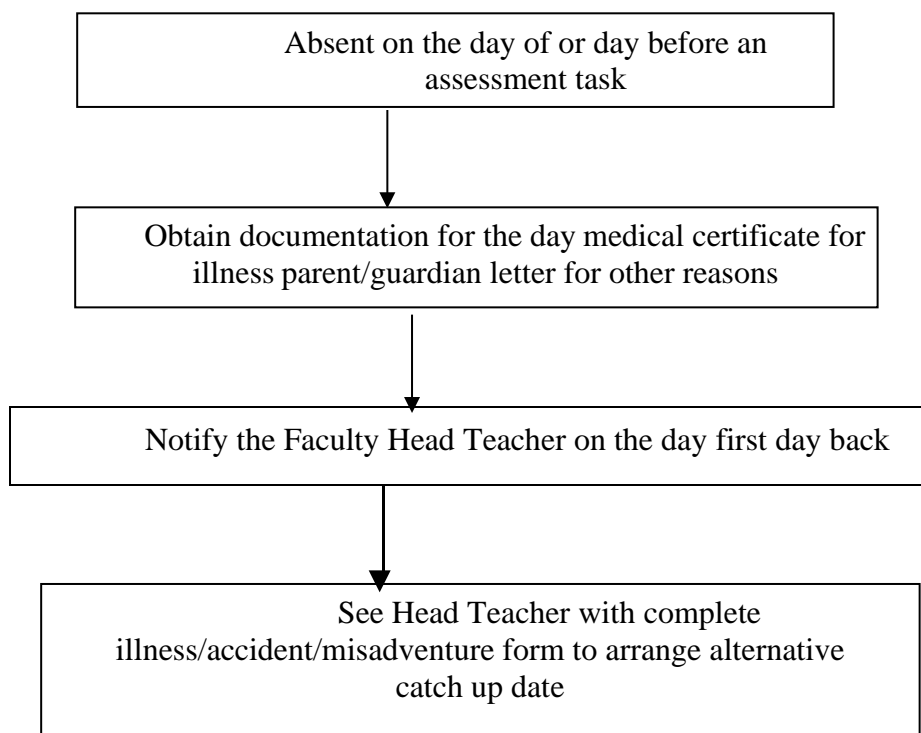 Absent on the day of or day before an
assessment task
Obtain documentation for the day medical certificate for
illness parent/guardian letter for other reasons
Notify the Faculty Head Teacher on the day first day back
See Head Teacher with complete
illness/accident/misadventure form to arrange alternative
catch up date